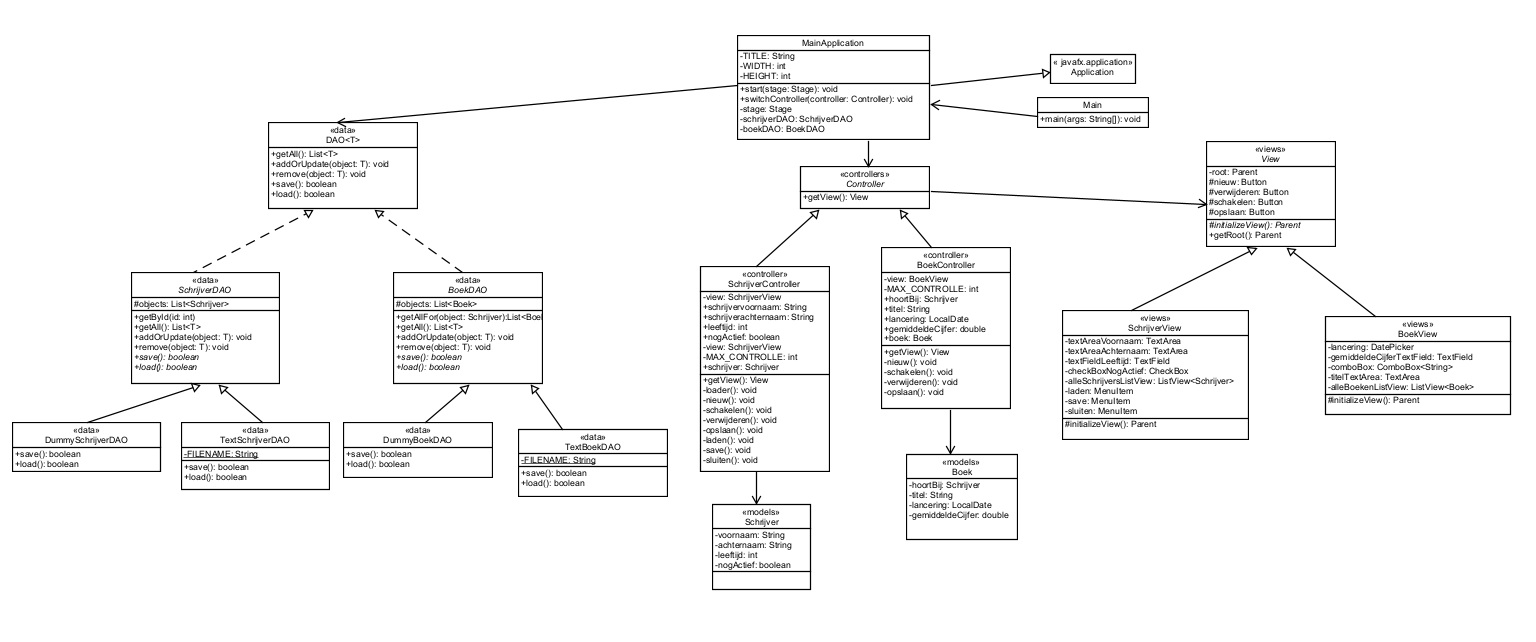 MainApplication
-TITLE: String
-WIDTH: int
-HEIGHT: int
+start(stage: Stage): void
+switchController(controller: Controller): void
-stage: Stage
-schrijverDAO: SchrijverDAO
-boekDAO: BoekDAO
« javafx.application»
Application
Main
+main(args: String[]): void
«data»
DAO<T>
+getAll(): List<T>
+addOrUpdate(object: T): void
+remove(object: T): void
+save(): boolean
+load(): boolean
«controllers»
Controller
+getView(): View
«views»
View
-root: Parent
#nieuw: Button
#verwijderen: Button
#schakelen: Button
#opslaan: Button
#initializeView(): Parent
+getRoot(): Parent
«data»
SchrijverDAO
#objects: List<Schrijver>
+getById(id: int)
+getAll(): List<T>
+addOrUpdate(object: T): void
+remove(object: T): void
+save(): boolean
+load(): boolean
«data»
BoekDAO
#objects: List<Boek>
+getAllFor(object: Schrijver):List<Boe
+getAll(): List<T>
+addOrUpdate(object: T): void
+remove(object: T): void
+save(): boolean
+load(): boolean
«controller»
SchrijverController
-view: SchrijverView
+schrijvervoornaam: String
+schrijverachternaam: String
+leeftijd: int
+nogActief: boolean
-view: SchrijverView
-MAX_CONTROLLE: int
+schrijver: Schrijver
+getView(): View
-loader(): void
-nieuw(): void
-schakelen(): void
-verwijderen(): void
-opslaan(): void
-laden(): void
-save(): void
-sluiten(): void
«controller»
BoekController
-view: BoekView
-MAX_CONTROLLE: int
+hoortBij: Schrijver
+titel: String
+lancering: LocalDate
+gemiddeldeCijfer: double
+boek: Boek
+getView(): View
-nieuw(): void
-schakelen(): void
-verwijderen(): void
-opslaan(): void
«views»
SchrijverView
-textAreaVoornaam: TextArea
-textAreaAchternaam: TextArea
-textFieldLeeftijd: TextField
-checkBoxNogActief: CheckBox
-alleSchrijversListView: ListView<Schrijver>
-laden: MenuItem
-save: MenuItem
-sluiten: MenuItem
#initializeView(): Parent
«views»
BoekView
-lancering: DatePicker
-gemiddeldeCijferTextField: TextField
-comboBox: ComboBox<String>
-titelTextArea: TextArea
-alleBoekenListView: ListView<Boek>
#initializeView(): Parent
«data»
DummySchrijverDAO
+save(): boolean
+load(): boolean
«data»
TextSchrijverDAO
-FILENAME: String
+save(): boolean
+load(): boolean
«data»
DummyBoekDAO
+save(): boolean
+load(): boolean
«data»
TextBoekDAO
-FILENAME: String
+save(): boolean
+load(): boolean
«models»
Schrijver
-voornaam: String
-achternaam: String
-leeftijd: int
-nogActief: boolean
«models»
Boek
-hoortBij: Schrijver
-titel: String
-lancering: LocalDate
-gemiddeldeCijfer: double